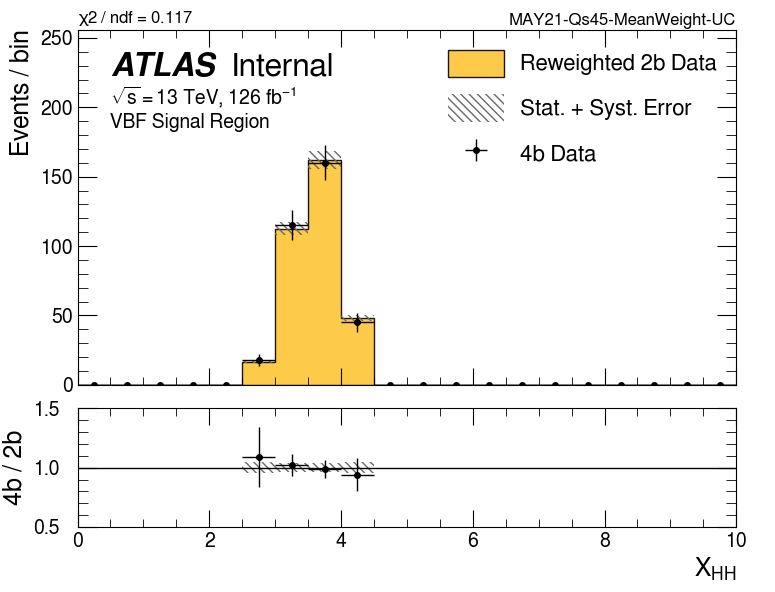 χ2 / ndf = 0.117
MAY21-Qs45-MeanWeight-UC
ATLAS Internal
√s = 13 TeV, 126 fb⁻¹
VBF Signal Region
Reweighted 2b Data
Stat. + Syst. Error
4b Data
Events / bin
250
200
150
100
50
0
4b / 2b
1.5
1.0
0.5
0 2 4 6 8 10
X_HH